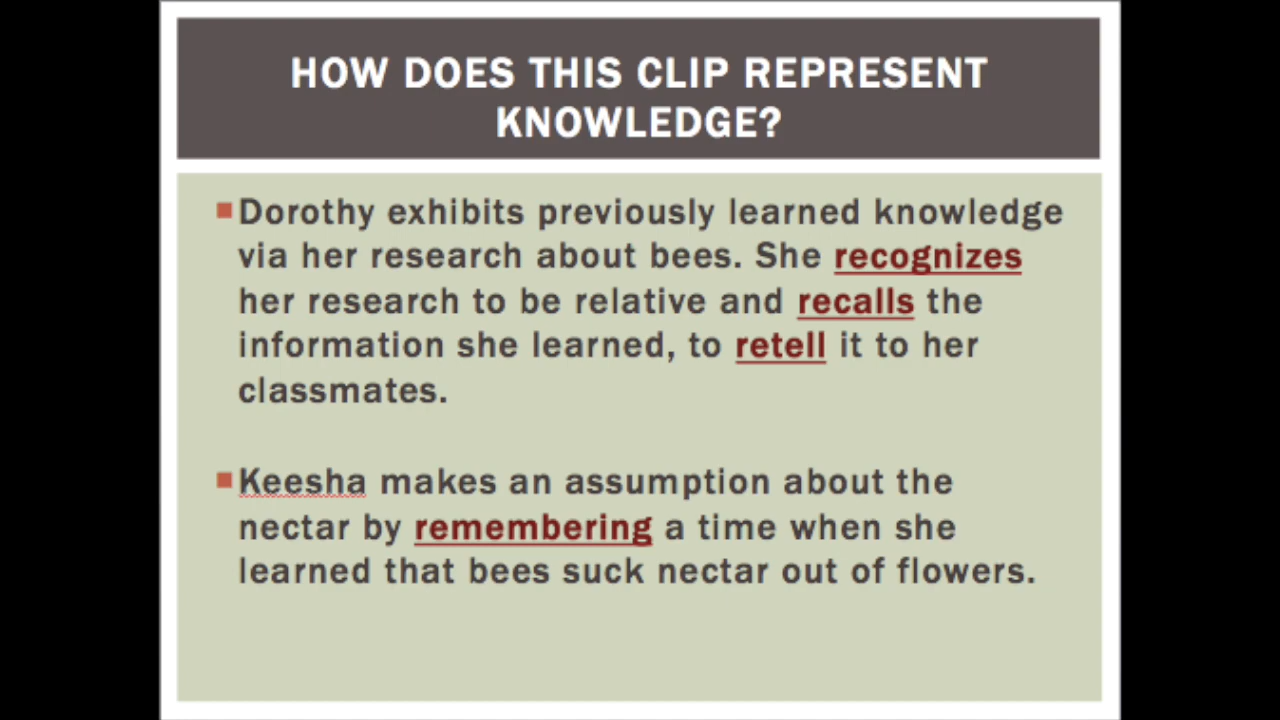 HOW DOES THIS CLIP REPRESENT
KNOWLEDGE?
Dorothy exhibits previously learned knowledge
via her research about bees. She recognizes
her research to be relative and recalls the
information she learned, to retell it to her
classmates.
Keesha makes an assumption about the
nectar by remembering a time when she
learned that bees suck nectar out of flowers.